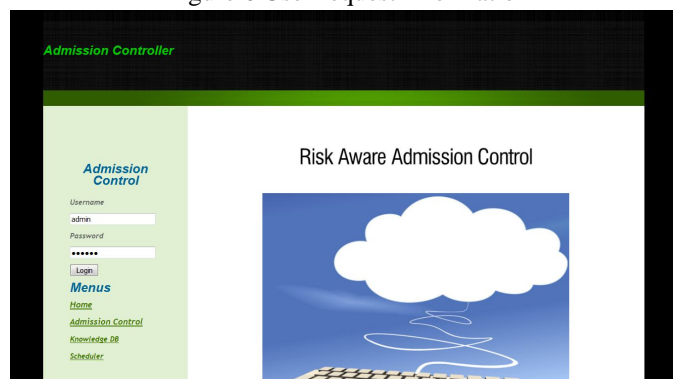 Admission Controller
Risk Aware Admission Control
Admission
Control
Username
admin
Password
••••••
Login
Menus
Home
Admission Control
Knowledge DB
Scheduler